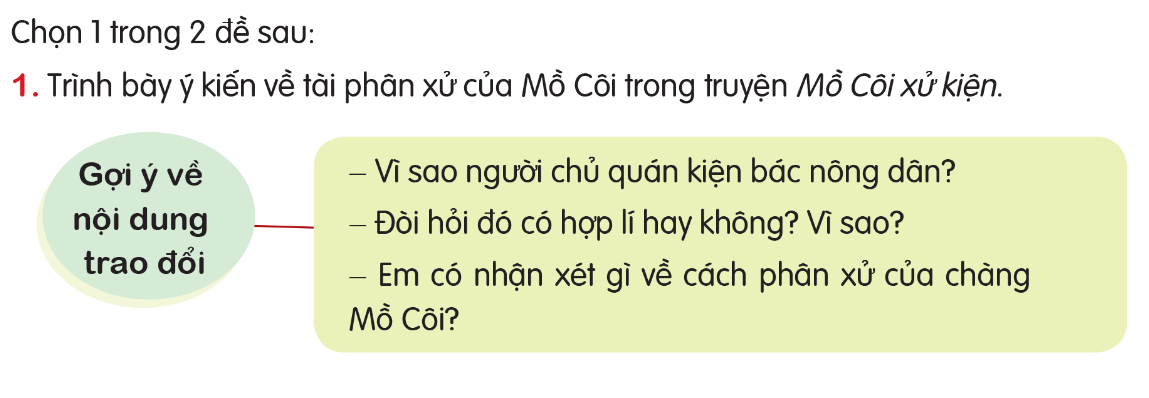 Chọn 1 trong 2 đề sau:
1. Trình bày ý kiến về tài phân xử của Mồ Côi trong truyện Mồ Côi xử kiện.
Gợi ý về
nội dung
trao đổi
– Vì sao người chủ quán kiện bác nông dân?
– Đòi hỏi đó có hợp lí hay không? Vì sao?
– Em có nhận xét gì về cách phân xử của chàng
Mồ Côi?